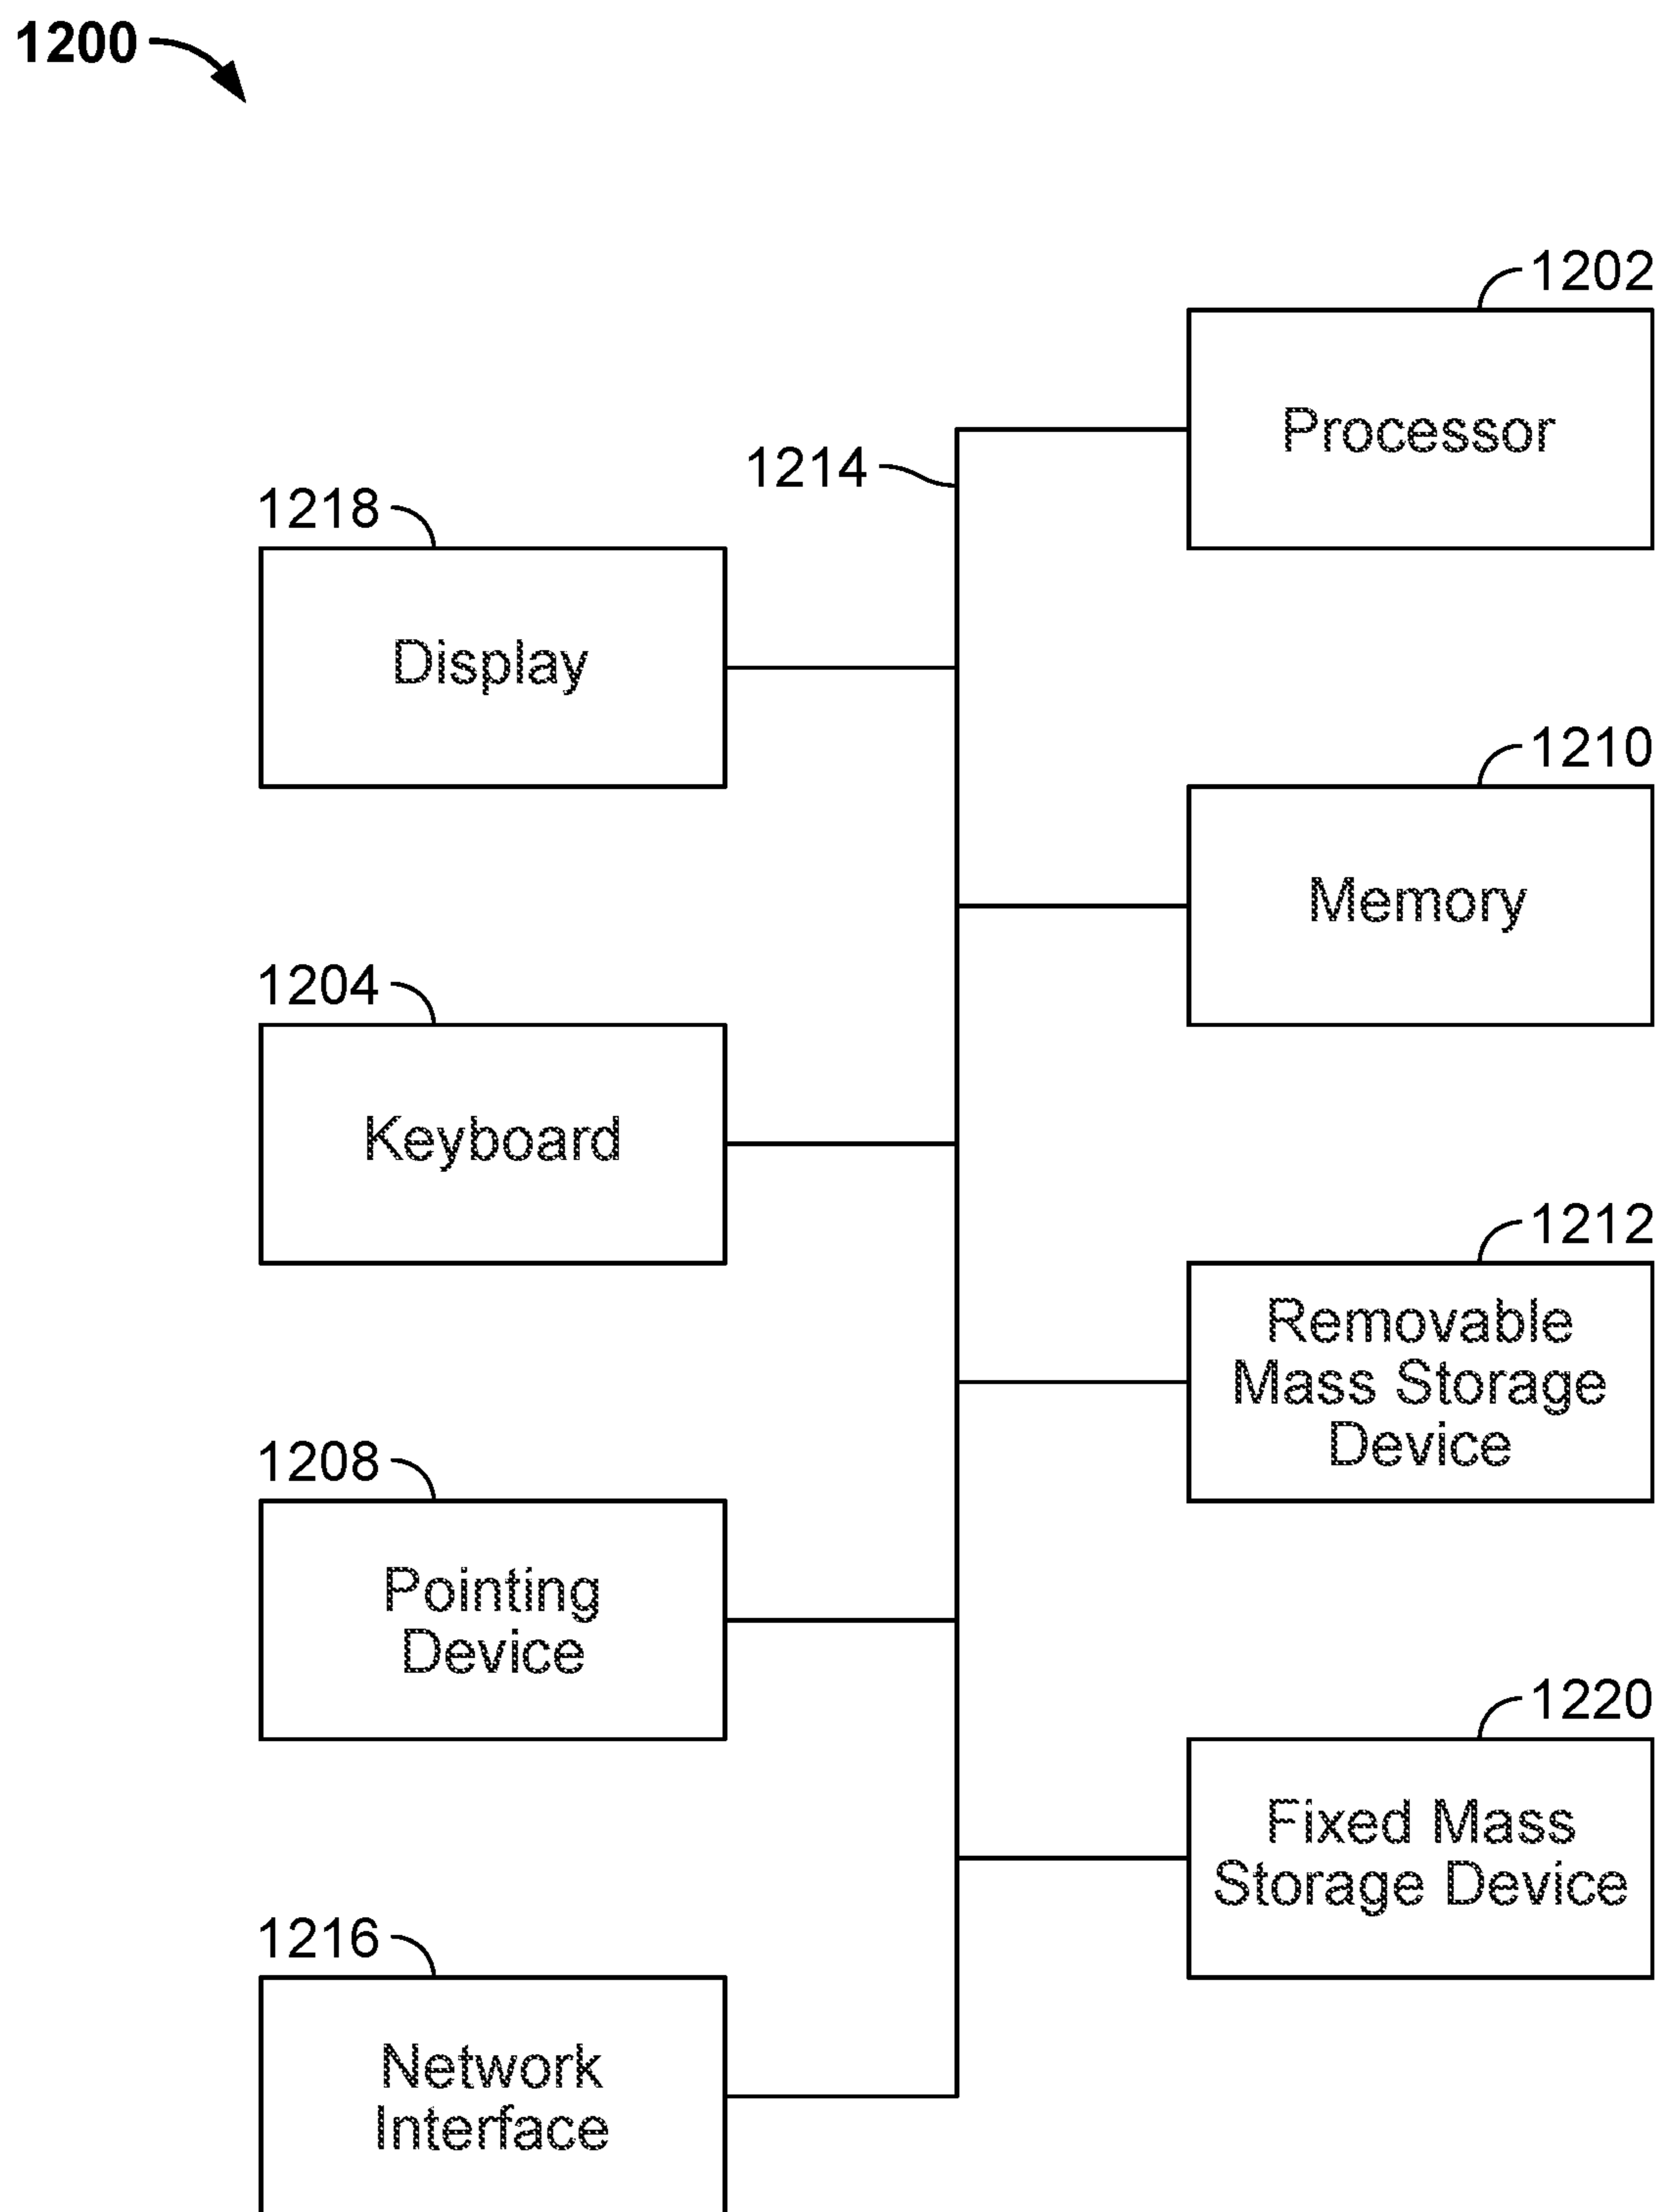 1200
1202
Processor
1214
1218
Display
1210
Memory
1204
Keyboard
1212
Removable
Mass Storage
Device
1208
Pointing
Device
1220
Fixed Mass
Storage Device
1216
Network
Interface